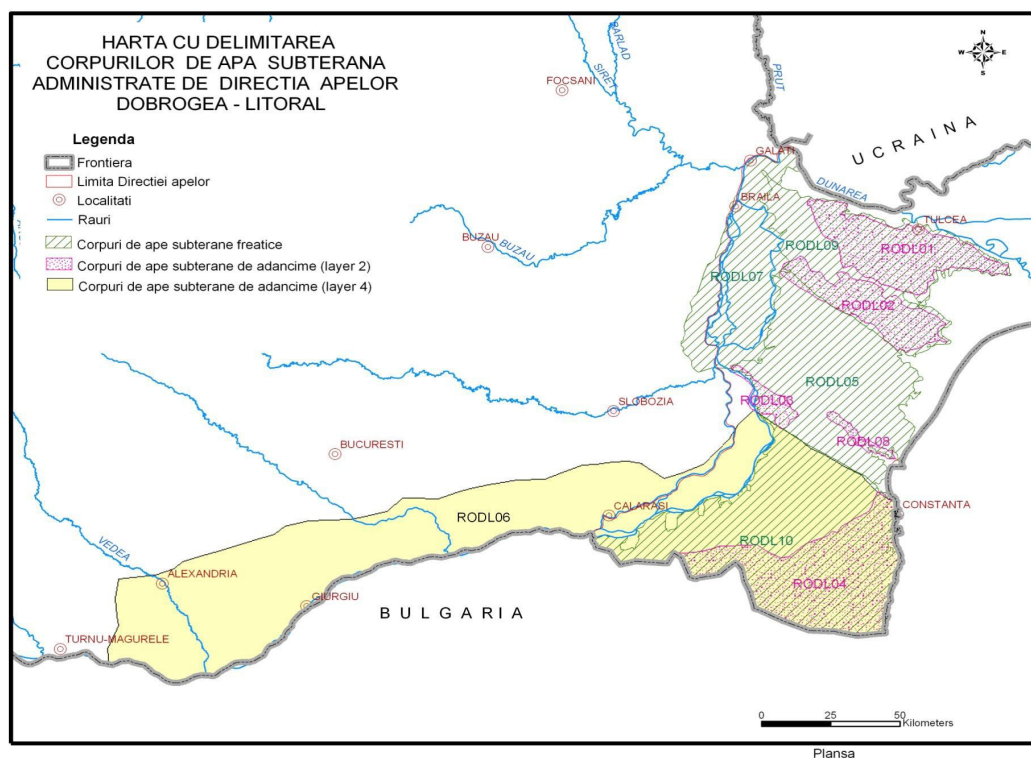 HARTA CU DELIMITAREA
CORPURILOR DE APA SUBTERANA
ADMINISTRATE DE DIRECTIA APELOR
DOBROGEA - LITORAL
Legenda
Frontiera
Limita Directiei apelor
Localitati
Rauri
Corpuri de ape subterane freatice
Corpuri de ape subterane de adancime (layer 2)
Corpuri de ape subterane de adancime (layer 4)
N
W
E
S
BARLAD
SIRET
PRUT
FOCSANI
UCRAINA
GALATI
DUNAREA
BRAILA
TULCEA
BUZAU
BUZAU
RODL09
RODL01
RODL07
RODL02
RODL05
RODL03
SLOBOZIA
RODL08
BUCURESTI
CALARASI
CONSTANTA
RODL06
RODL10
VEDEA
ALEXANDRIA
RODL04
GIURGIU
BULGARIA
TURNU-MAGURELE
0 25 50
Kilometers
Plansa